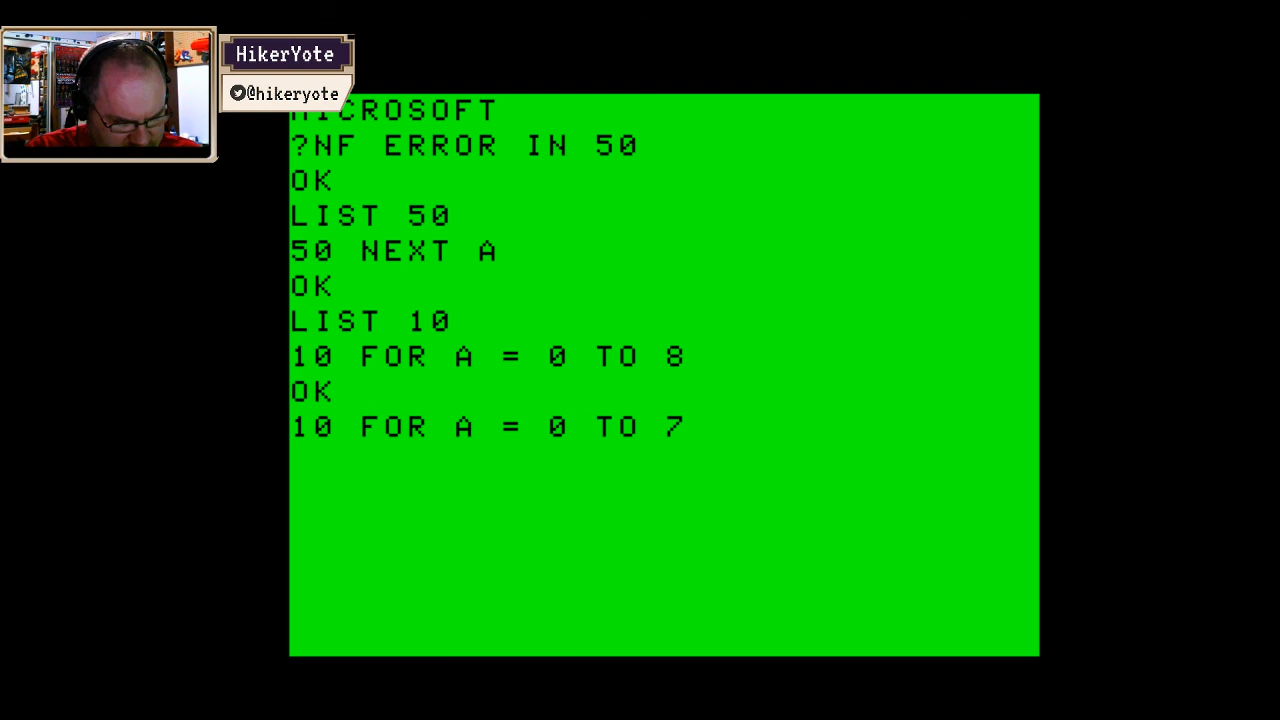 HikerYote
@hikeryote
MICROSOFT
?NF ERROR IN 50
OK
LIST 50
50 NEXT A
OK
LIST 10
10 FOR A = 0 TO 8
OK
10 FOR A = 0 TO 7